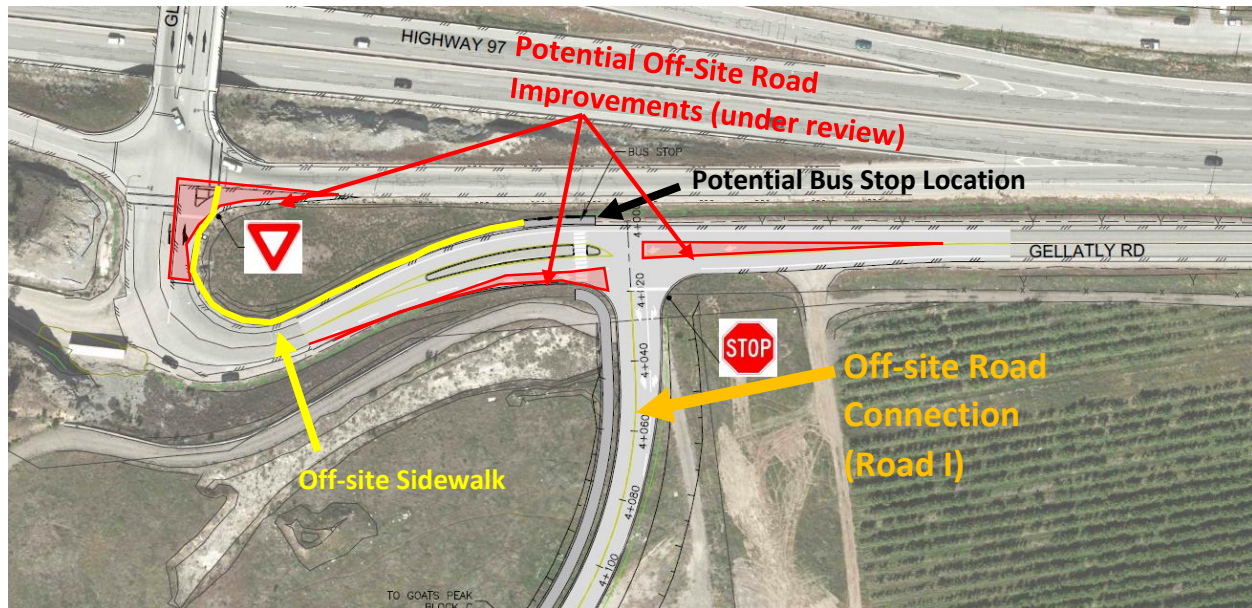 GL
HIGHWAY 97
Potential Off-Site Road
Improvements (under review)
BUS STOP
Potential Bus Stop Location
4+000
GELLATLY RD
4+020
STOP
4+040
Off-site Road
Connection
(Road I)
4+060
Off-site Sidewalk
4+080
4+100
TO GOATS PEAK
BLOCK C